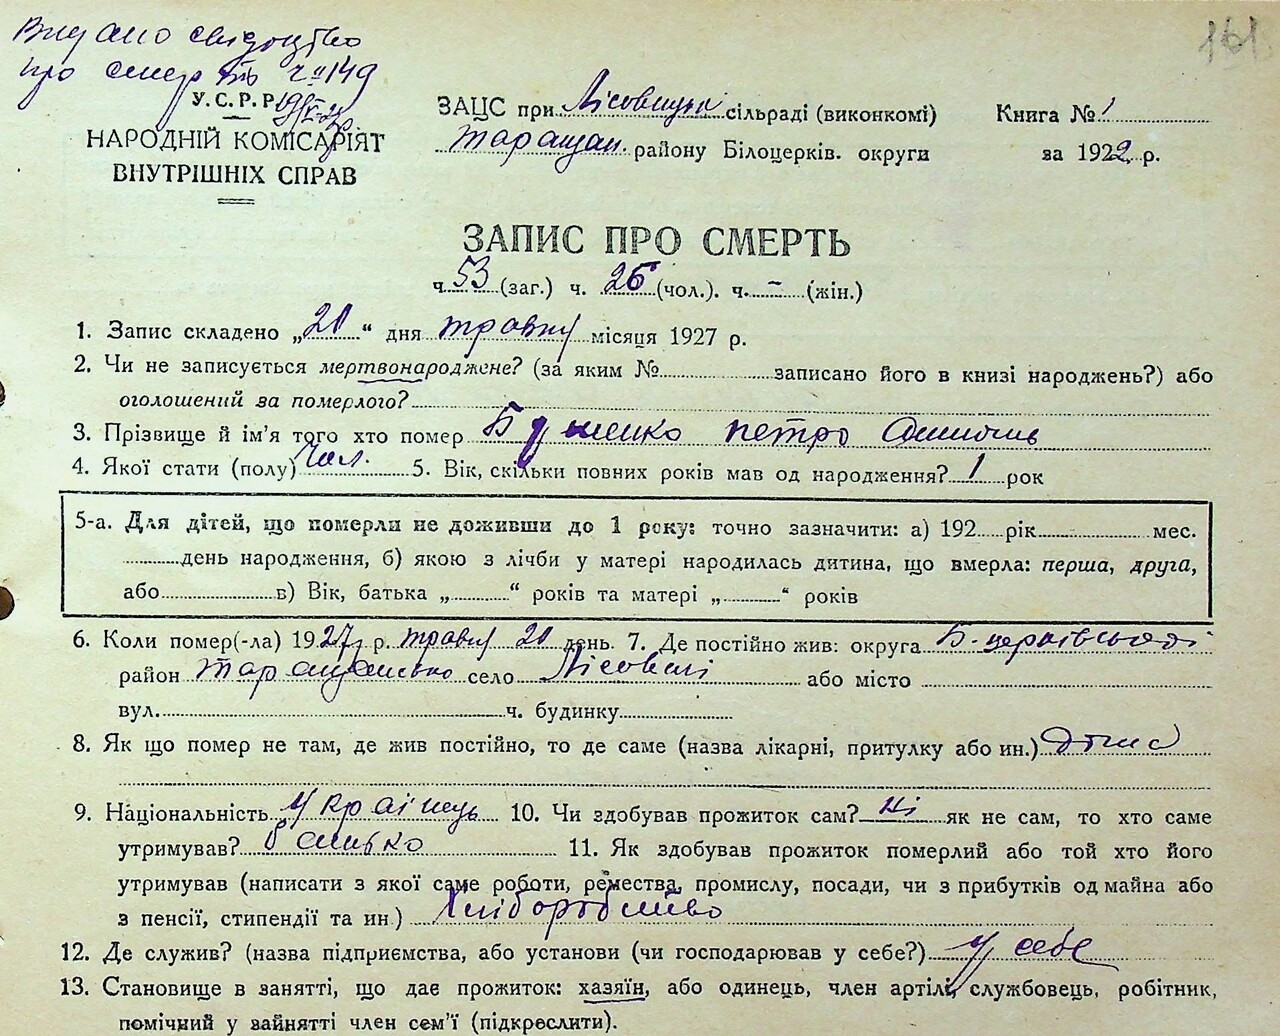 Видано свідоцтво
про смерть ч 149
161
У.С.Р.Р.
НАРОДНІЙ КОМІСАРІЯТ
ВНУТРІШНІХ СПРАВ
ЗАЦС при Лісовицькі сільраді (виконкомі)
Таращан. району Білоцерків. округи
Книга № 1
за 1922 р.
ЗАПИС ПРО СМЕРТЬ
ч. 53 (заг.) ч. 26 (чол.). ч. - (жін.)
1. Запис складено „20“ дня травня місяця 1927 р.
2. Чи не записується мертвонароджене? (за яким № записано його в книзі народжень?) або
оголошений за померлого?
3. Прізвище й ім'я того хто помер Петро
4. Якої стати (полу) Чол. 5. Вік, скільки повних років мав од народження? 1 рок
5-а. Для дітей, що померли не доживши до 1 року: точно зазначити: а) 192 рік мес.
день народження, б) якою з лічби у матері народилась дитина, що вмерла: перша, друга,
або в) Вік, батька „ “ років та матері „ “ років
6. Коли помер(-ла) 1927 р. травня 20 день. 7. Де постійно жив: округа Б-церківської
район Таращансько село Лісовичі або місто
вул. ч. будинку
8. Як що помер не там, де жив постійно, то де саме (назва лікарні, притулку або ин.) дома
9. Національність Українець 10. Чи здобував прожиток сам? Ні як не сам, то хто саме
утримував? батько 11. Як здобував прожиток померлий або той хто його
утримував (написати з якої саме роботи, ремества, промислу, посади, чи з прибутків од майна або
з пенсії, стипендії та ин.) Хліборобство
12. Де служив? (назва підприємства, або установи (чи господарював у себе?) у себе
13. Становище в занятті, що дає прожиток: хазяїн, або одинець, член артілі, службовець, робітник,
помічний у зайнятті член сем'ї (підкреслити).